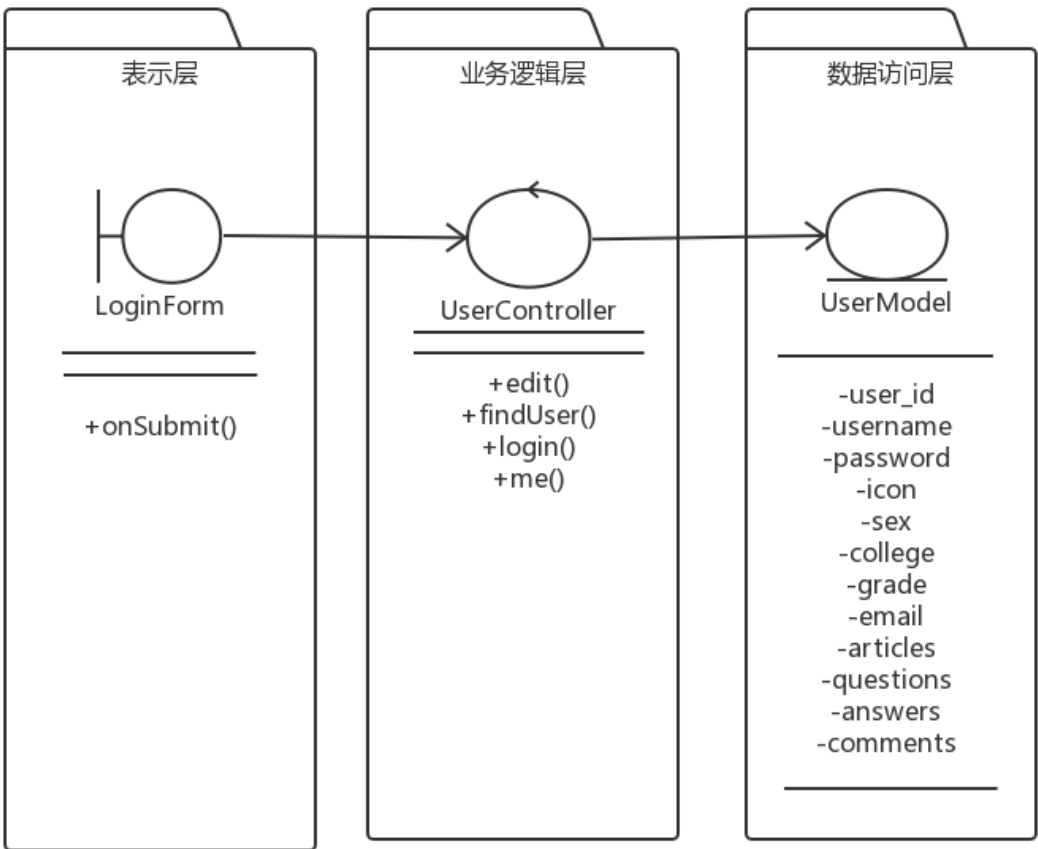 表示层
LoginForm
+onSubmit()
业务逻辑层
UserController
+edit()
+findUser()
+login()
+me()
数据访问层
UserModel
-user_id
-username
-password
-icon
-sex
-college
-grade
-email
-articles
-questions
-answers
-comments